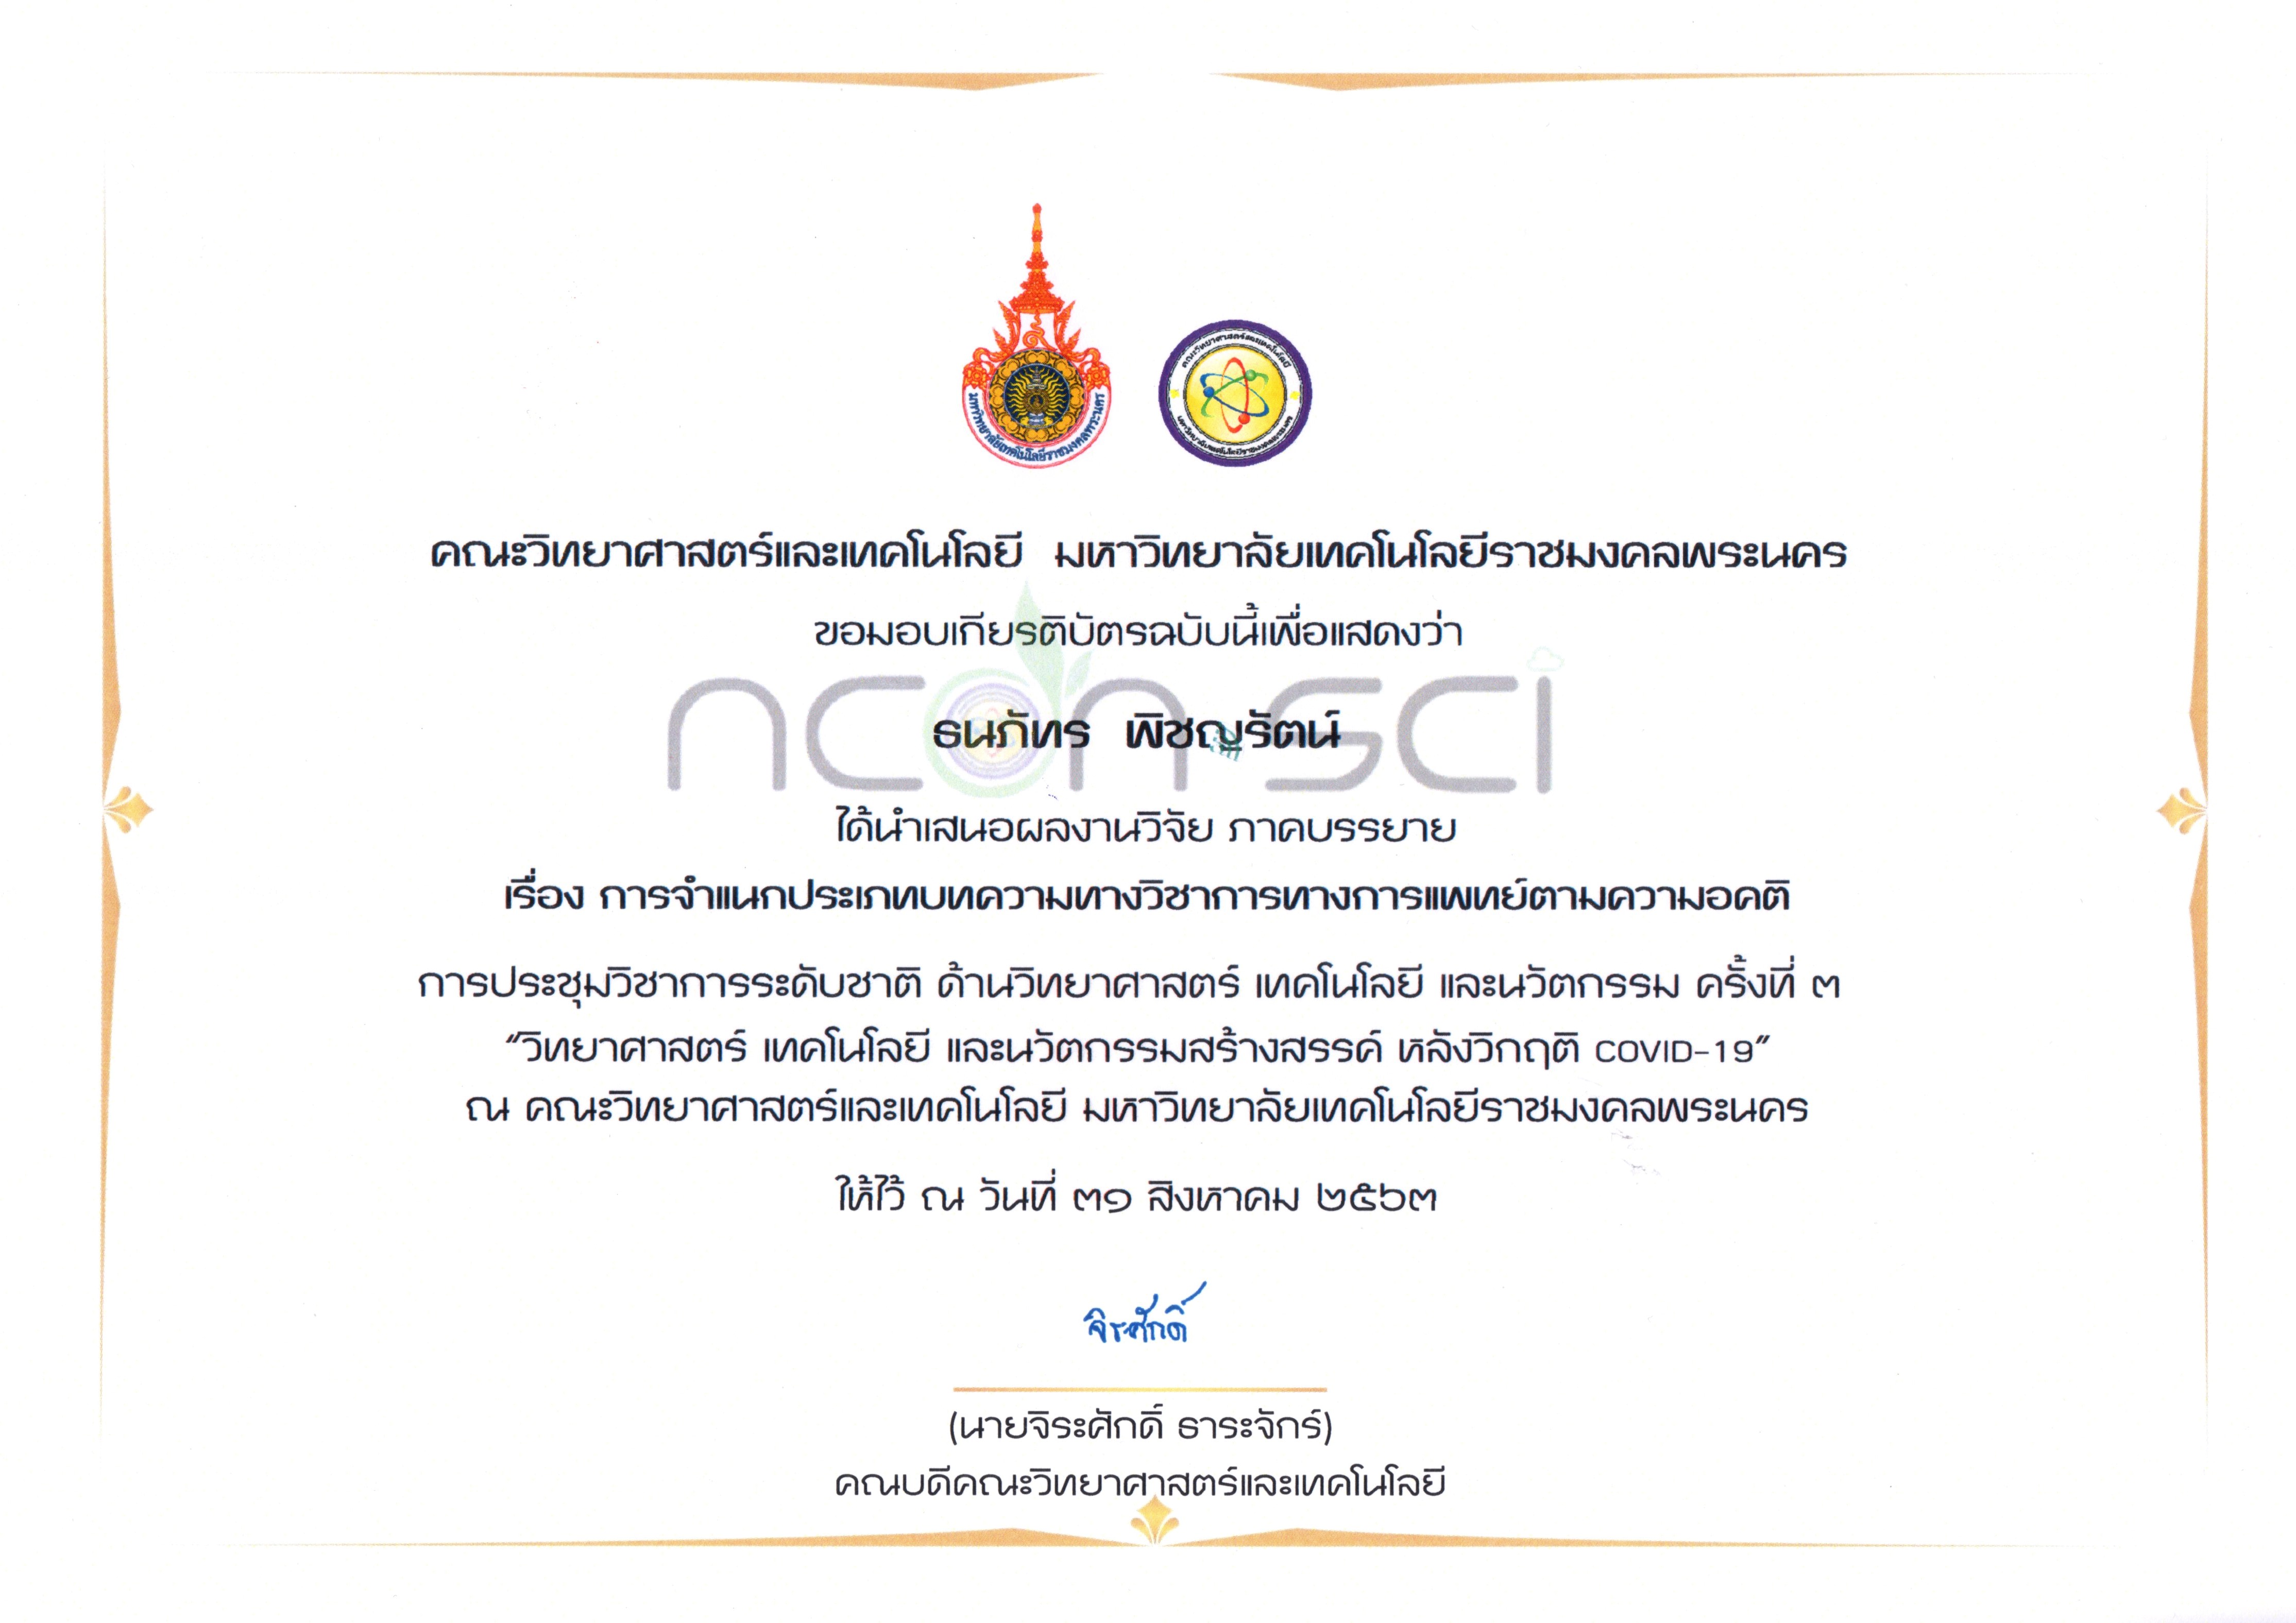 มหาวิทยาลัยเทคโนโลยีราชมงคลพระนคร
คณะวิทยาศาสตร์และเทคโนโลยี
มหาวิทยาลัยเทคโนโลยีราชมงคลพระนคร
คณะวิทยาศาสตร์และเทคโนโลยี มหาวิทยาลัยเทคโนโลยีราชมงคลพระนคร
ขอมอบเกียรติบัตรฉบับนี้เพื่อแสดงว่า
ncon SCI
ธนภัทร พิชญรัตน์
ได้นำเสนอผลงานวิจัย ภาคบรรยาย
เรื่อง การจำแนกประเภทบทความทางวิชาการทางการแพทย์ตามความอคติ
การประชุมวิชาการระดับชาติ ด้านวิทยาศาสตร์ เทคโนโลยี และนวัตกรรม ครั้งที่ ๓
“วิทยาศาสตร์ เทคโนโลยี และนวัตกรรมสร้างสรรค์ หลังวิกฤติ COVID-19”
ณ คณะวิทยาศาสตร์และเทคโนโลยี มหาวิทยาลัยเทคโนโลยีราชมงคลพระนคร
ให้ไว้ ณ วันที่ ๓๑ สิงหาคม ๒๕๖๓
จิรศักดิ์
(นายจิระศักดิ์ ธาระจักร์)
คณบดีคณะวิทยาศาสตร์และเทคโนโลยี